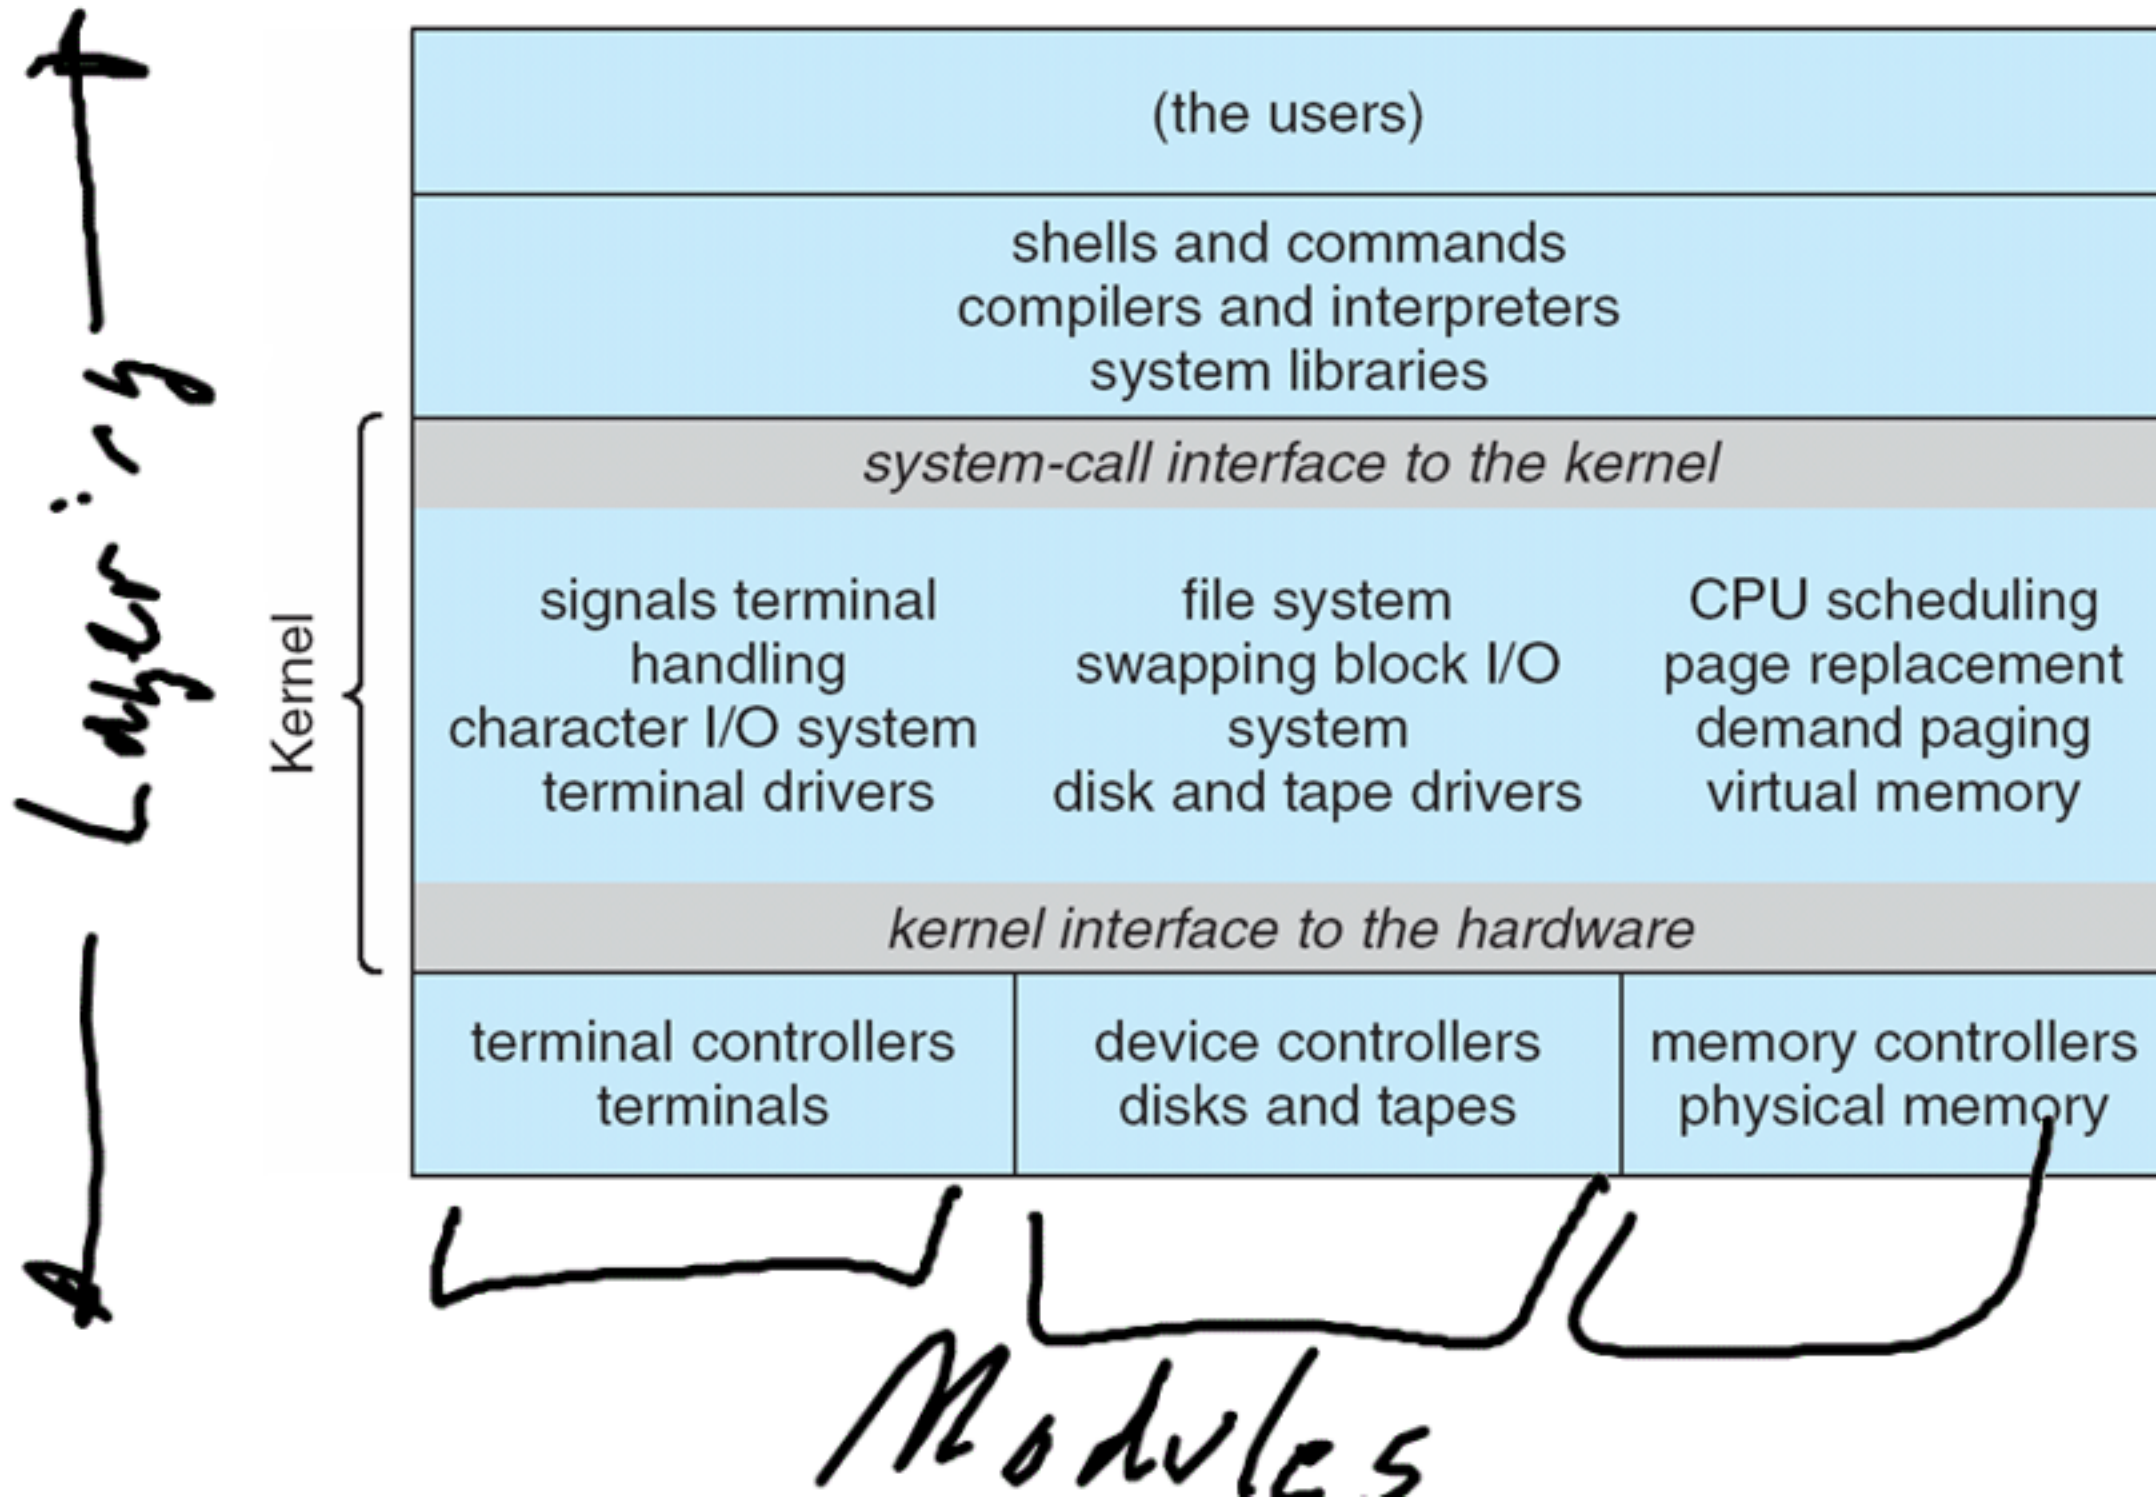 (the users)
shells and commands
compilers and interpreters
system libraries
system-call interface to the kernel
Layering
Kernel
signals terminal
handling
character I/O system
terminal drivers
file system
swapping block I/O
system
disk and tape drivers
CPU scheduling
page replacement
demand paging
virtual memory
kernel interface to the hardware
terminal controllers
terminals
device controllers
disks and tapes
memory controllers
physical memory
Modules